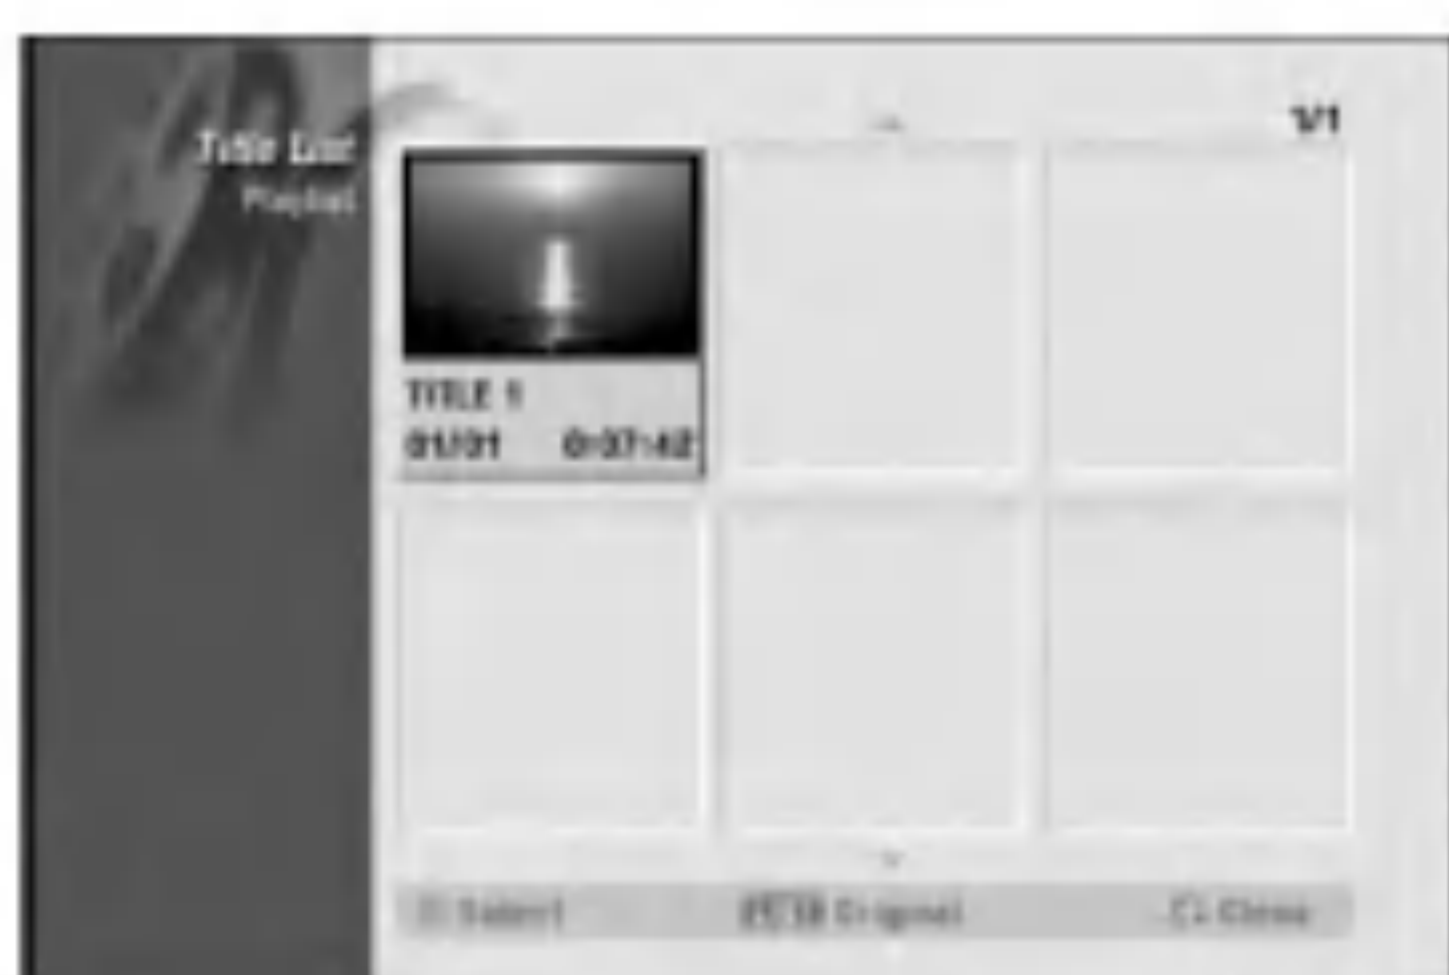 Title List
Playlist
1/1
TITLE 1
01/01 0:07:42
Select
Original
Close